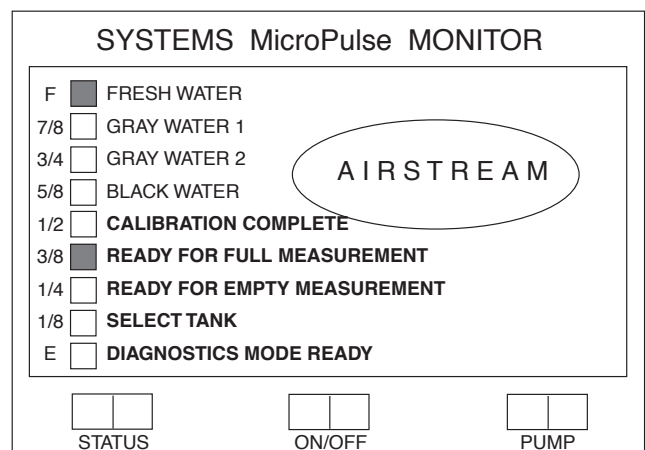 SYSTEMS MicroPulse MONITOR
F FRESH WATER
7/8 GRAY WATER 1
3/4 GRAY WATER 2
AIRSTREAM
5/8 BLACK WATER
1/2 CALIBRATION COMPLETE
3/8 READY FOR FULL MEASUREMENT
1/4 READY FOR EMPTY MEASUREMENT
1/8 SELECT TANK
E DIAGNOSTICS MODE READY
STATUS ON/OFF PUMP